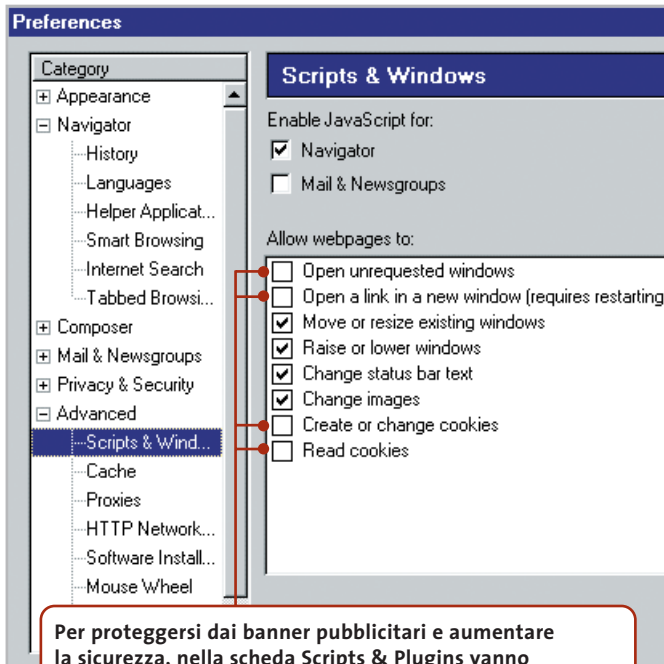 Preferences
Category
Appearance
Navigator
History
Languages
Helper Applicat...
Smart Browsing
Internet Search
Tabbed Browsi...
Composer
Mail & Newsgroups
Privacy & Security
Advanced
Scripts & Wind...
Cache
Proxies
HTTP Network...
Software Install...
Mouse Wheel
Scripts & Windows
Enable JavaScript for:
Navigator
Mail & Newsgroups
Allow webpages to:
Open unrequested windows
Open a link in a new window (requires restarting
Move or resize existing windows
Raise or lower windows
Change status bar text
Change images
Create or change cookies
Read cookies
Per proteggersi dai banner pubblicitari e aumentare
la sicurezza, nella scheda Scripts & Plugins vanno